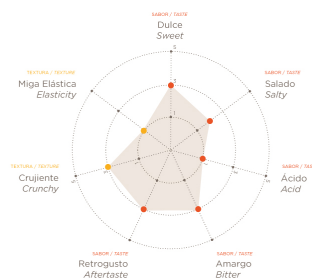 SABOR / TASTE
Dulce
Sweet
TEXTURA / TEXTURE
Miga Elástica
Elasticity
SABOR / TASTE
Salado
Salty
TEXTURA / TEXTURE
Crujiente
Crunchy
SABOR / TAST
Ácido
Acid
SABOR / TASTE
Retrogusto
Aftertaste
SABOR / TASTE
Amargo
Bitter